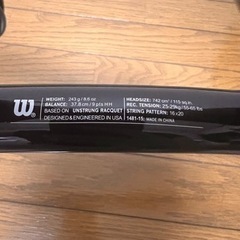 W
WEIGHT: 243 g / 8.6 oz
BALANCE: 37.8 cm / 9 pts HH
BASED ON UNSTRUNG RACQUET
DESIGNED & ENGINEERED IN USA
HEADSIZE: 742 cm² / 115 sq.in
REC. TENSION: 25-29kg / 55-65 lbs
STRING PATTERN: 16x20
1481-15: MADE IN CHINA